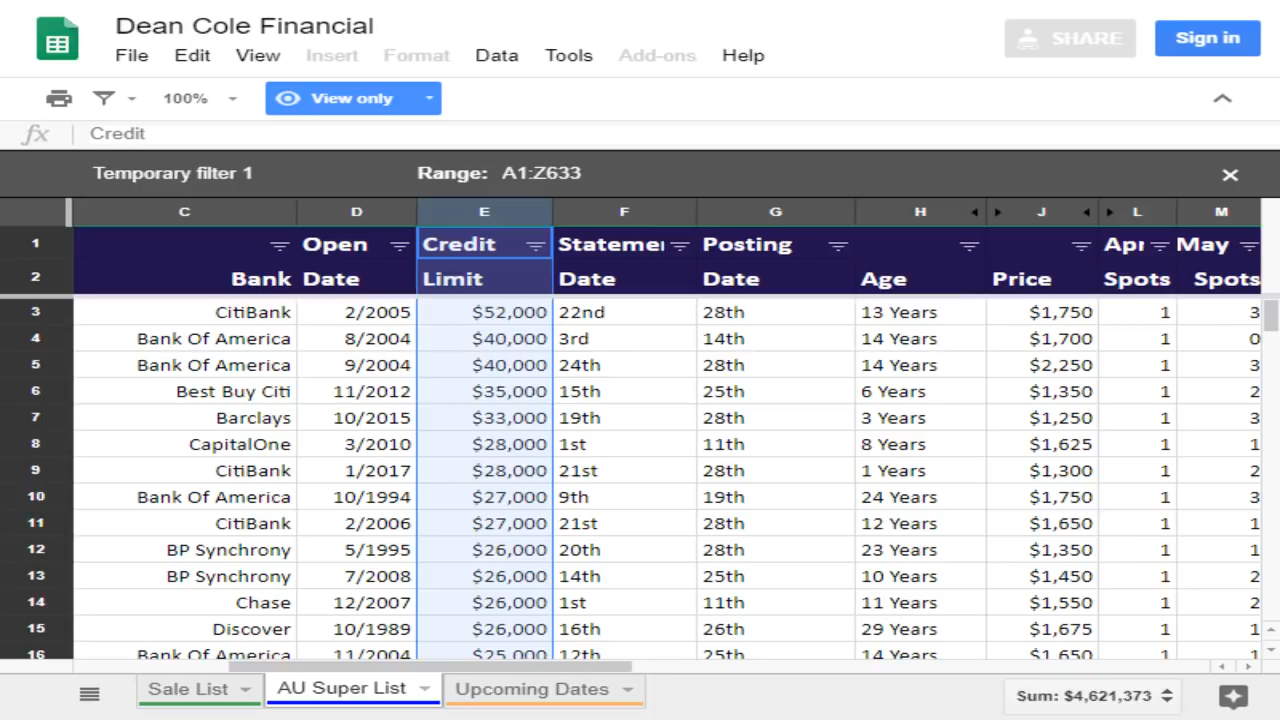 Dean Cole Financial
File Edit View Insert Format Data Tools Add-ons Help
SHARE
Sign in
100% View only
fx Credit
Temporary filter 1 Range: A1:Z633
C D E F G H J L M
1 Open Credit Statemer Posting Apr May
2 Bank Date Limit Date Date Age Price Spots Spots
3 CitiBank 2/2005 $52,000 22nd 28th 13 Years $1,750 1 3
4 Bank Of America 8/2004 $40,000 3rd 14th 14 Years $1,700 1 0
5 Bank Of America 9/2004 $40,000 24th 28th 14 Years $2,250 1 3
6 Best Buy Citi 11/2012 $35,000 15th 25th 6 Years $1,350 1 2
7 Barclays 10/2015 $33,000 19th 28th 3 Years $1,250 1 3
8 CapitalOne 3/2010 $28,000 1st 11th 8 Years $1,625 1 1
9 CitiBank 1/2017 $28,000 21st 28th 1 Years $1,300 1 2
10 Bank Of America 10/1994 $27,000 9th 19th 24 Years $1,750 1 3
11 CitiBank 2/2006 $27,000 21st 28th 12 Years $1,650 1 1
12 BP Synchrony 5/1995 $26,000 20th 28th 23 Years $1,350 1 2
13 BP Synchrony 7/2008 $26,000 14th 25th 10 Years $1,450 1 2
14 Chase 12/2007 $26,000 1st 11th 11 Years $1,550 1 2
15 Discover 10/1989 $26,000 16th 26th 29 Years $1,675 1 1
16 Bank Of America 11/2004 $25,000 12th 25th 14 Years $1,650 1 1
Sale List AU Super List Upcoming Dates Sum: $4,621,373